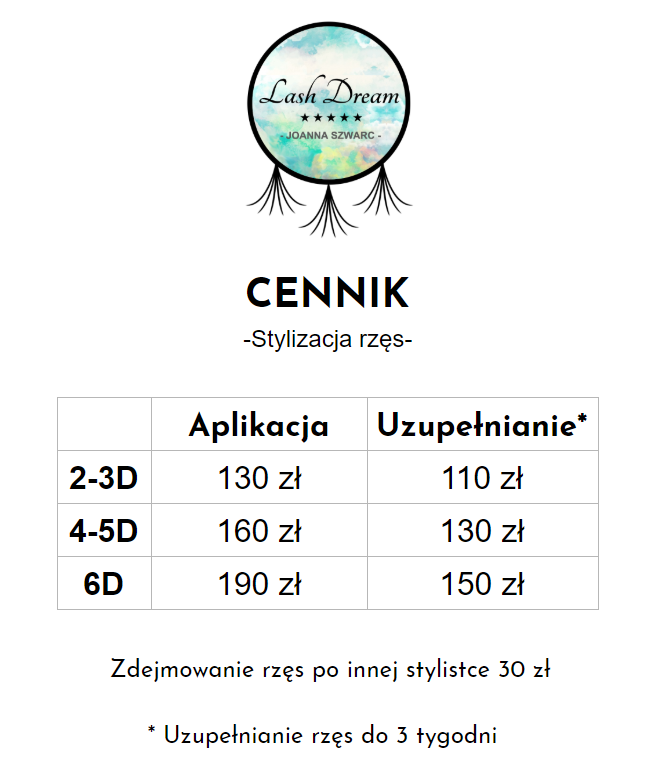 Lash Dream
★★★★★
- JOANNA SZWARC -
CENNIK
-Stylizacja rzęs-
Aplikacja Uzupełnianie*
2-3D 130 zł 110 zł
4-5D 160 zł 130 zł
6D 190 zł 150 zł
Zdejmowanie rzęs po innej stylistce 30 zł
* Uzupełnianie rzęs do 3 tygodni